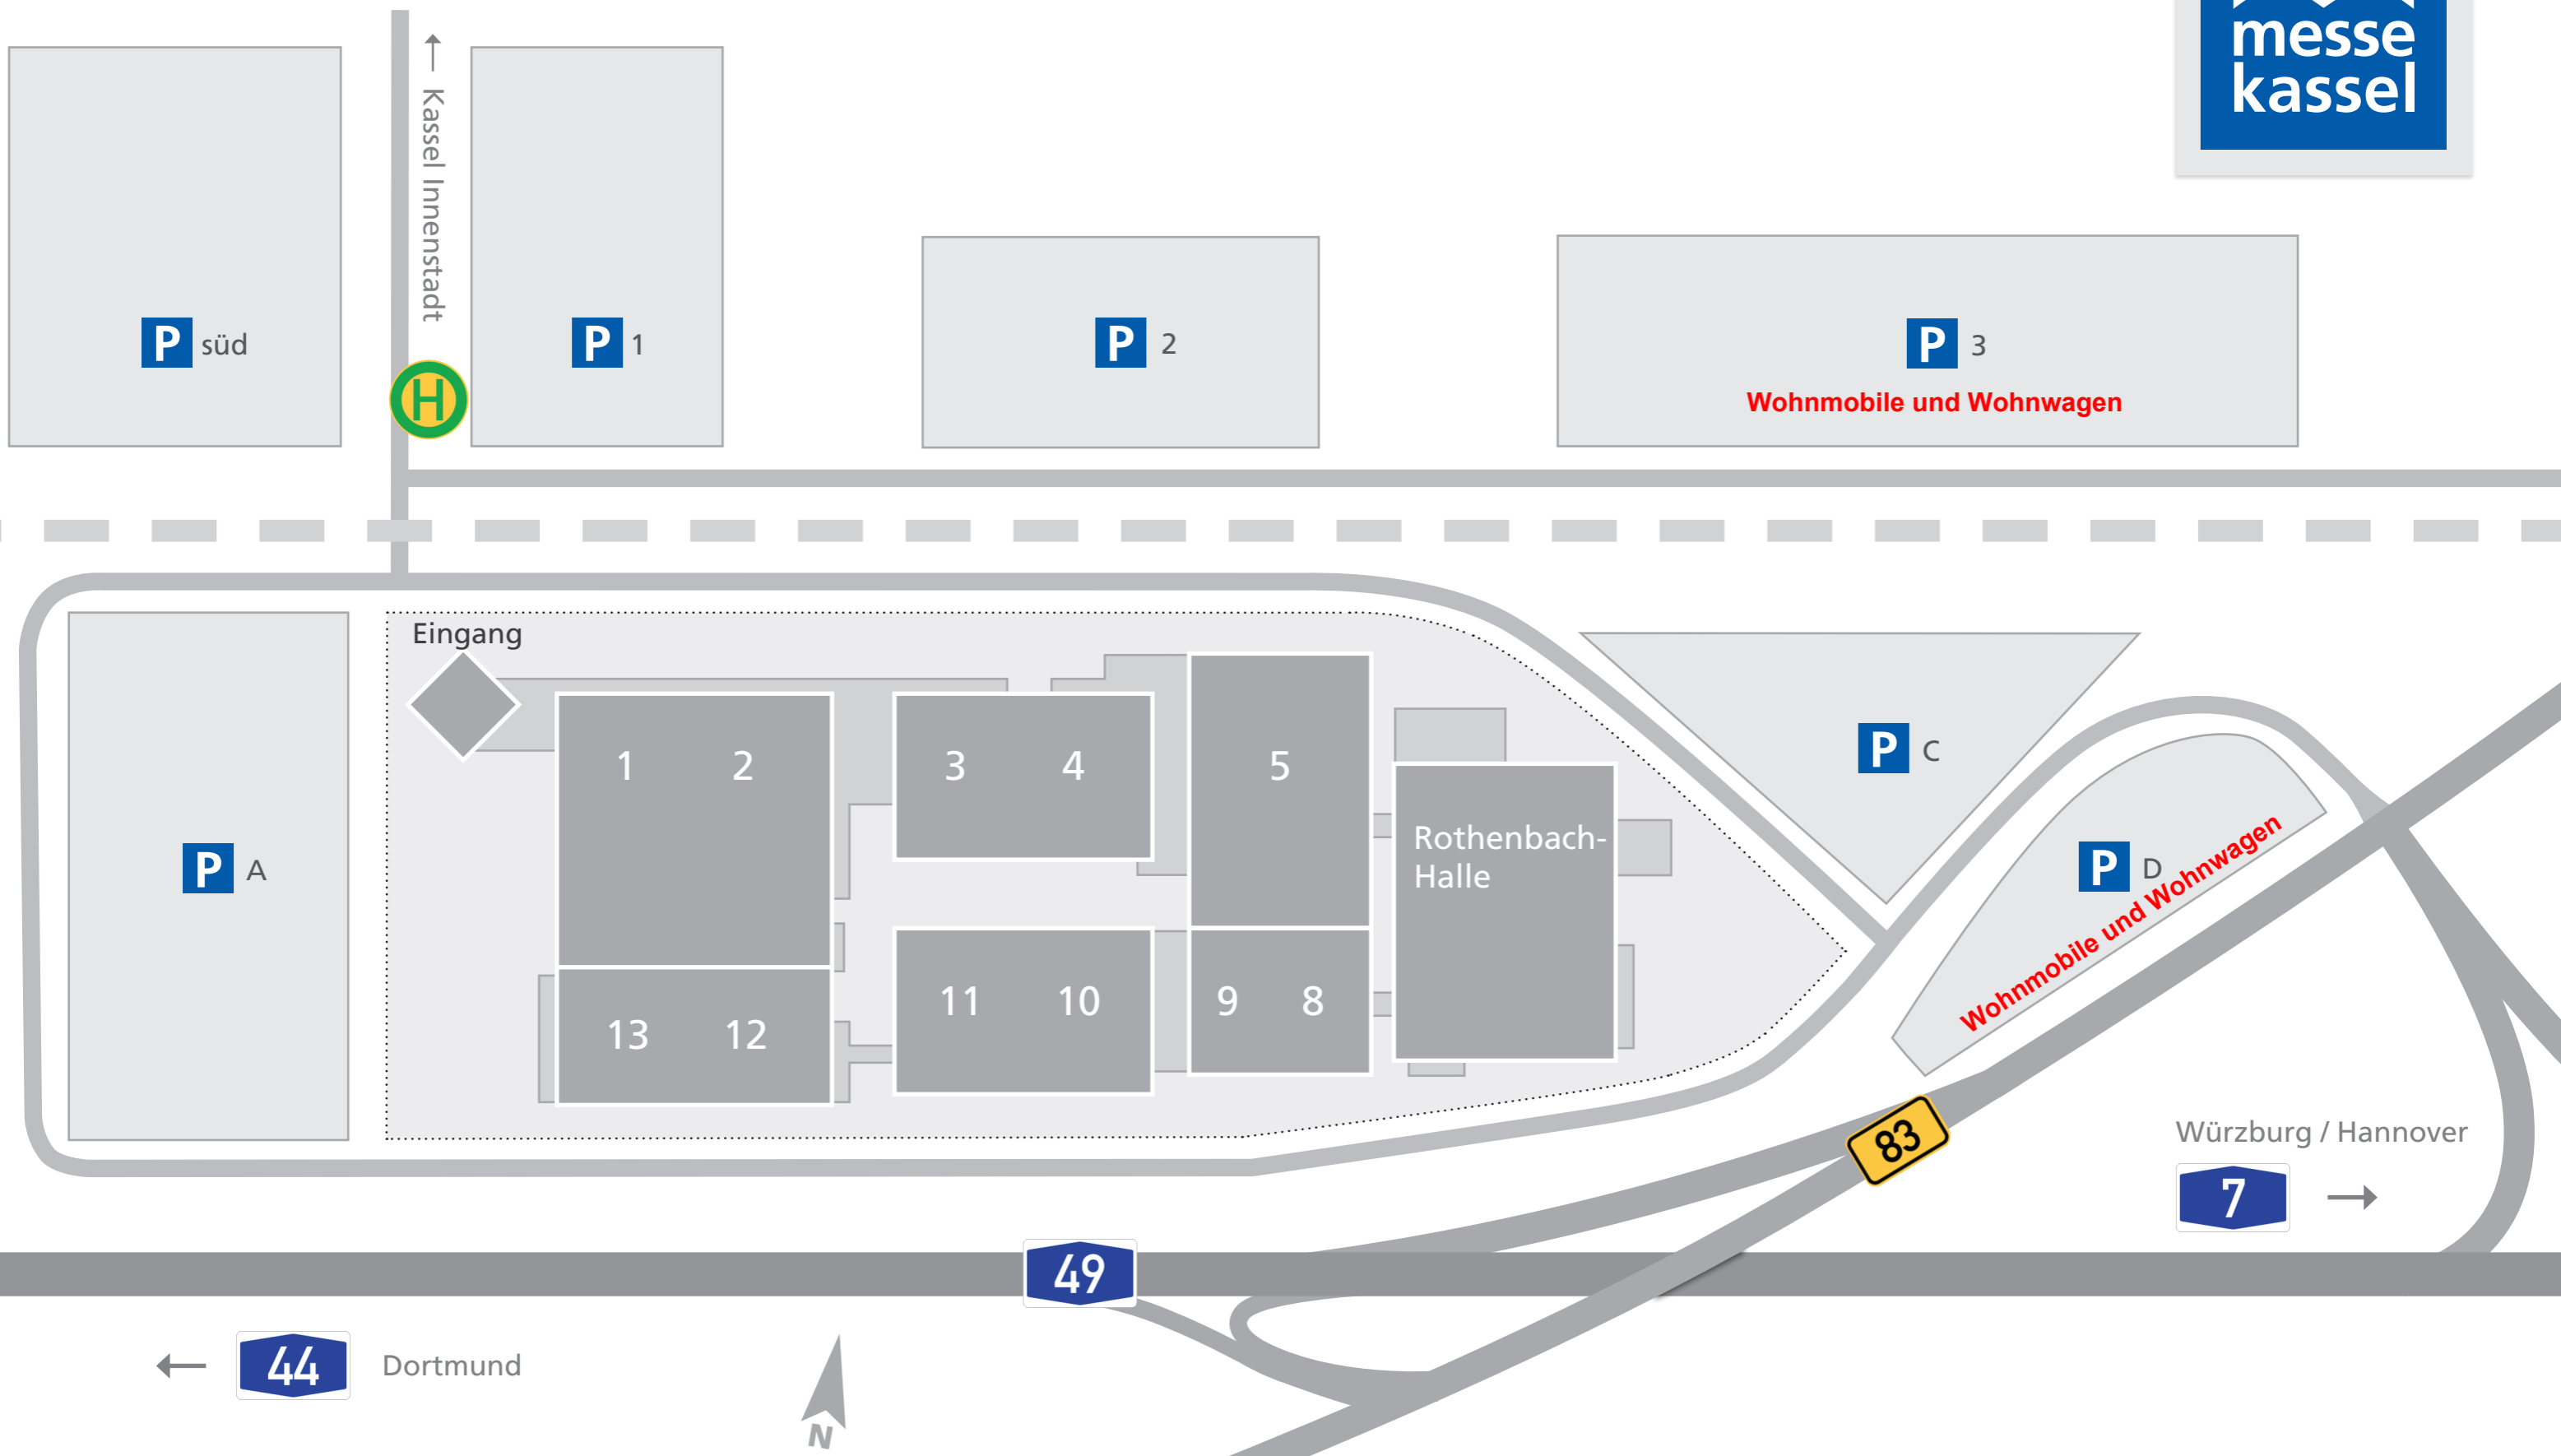 messe
kassel
Kassel Innenstadt
P süd
P 1
P 2
P 3
Wohnmobile und Wohnwagen
H
Eingang
1 2
3 4
5
Rothenbach-
Halle
P A
P C
P D
Wohnmobile und Wohnwagen
13 12
11 10
9 8
83
Würzburg / Hannover
7
49
44 Dortmund
N